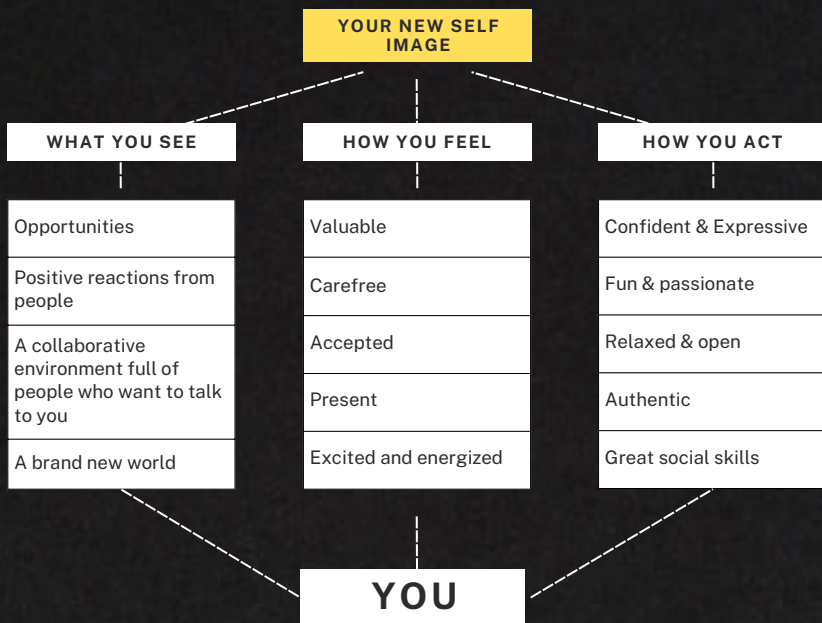 YOUR NEW SELF
IMAGE
WHAT YOU SEE
Opportunities
Positive reactions from
people
A collaborative
environment full of
people who want to talk
to you
A brand new world
HOW YOU FEEL
Valuable
Carefree
Accepted
Present
Excited and energized
HOW YOU ACT
Confident & Expressive
Fun & passionate
Relaxed & open
Authentic
Great social skills
YOU